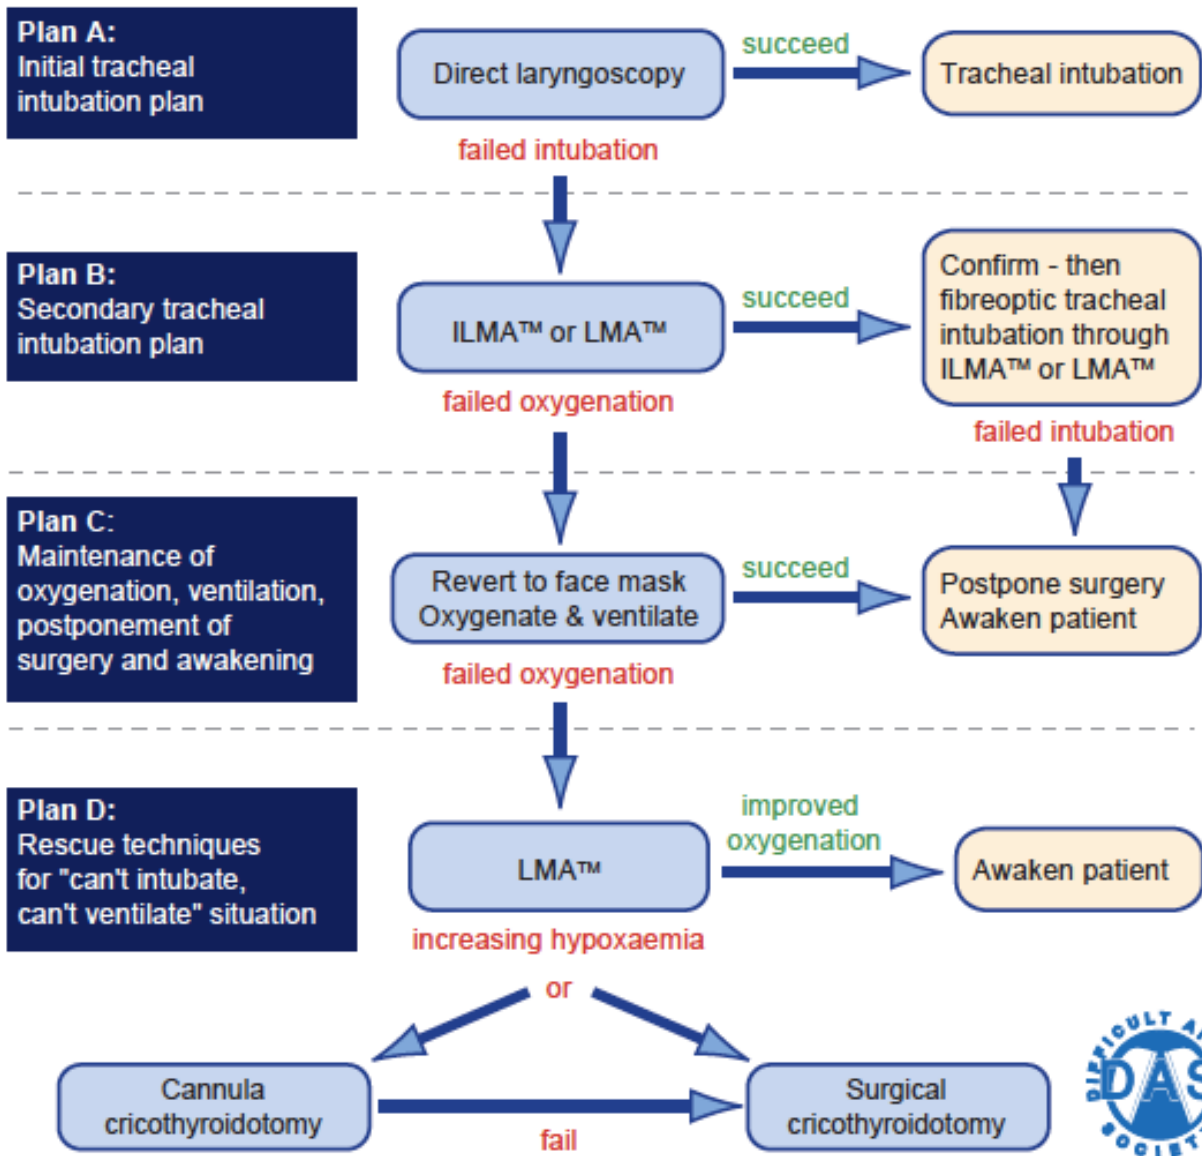 Plan A:
Initial tracheal
intubation plan
Direct laryngoscopy
succeed
Tracheal intubation
failed intubation
Plan B:
Secondary tracheal
intubation plan
ILMA™ or LMA™
succeed
Confirm - then
fibreoptic tracheal
intubation through
ILMA™ or LMA™
failed oxygenation
failed intubation
Plan C:
Maintenance of
oxygenation, ventilation,
postponement of
surgery and awakening
Revert to face mask
Oxygenate & ventilate
succeed
Postpone surgery
Awaken patient
failed oxygenation
Plan D:
Rescue techniques
for "can't intubate,
can't ventilate" situation
LMA™
improved
oxygenation
Awaken patient
increasing hypoxaemia
or
Cannula
cricothyroidotomy
fail
Surgical
cricothyroidotomy
DIFFICULT
DAS
SOCIET